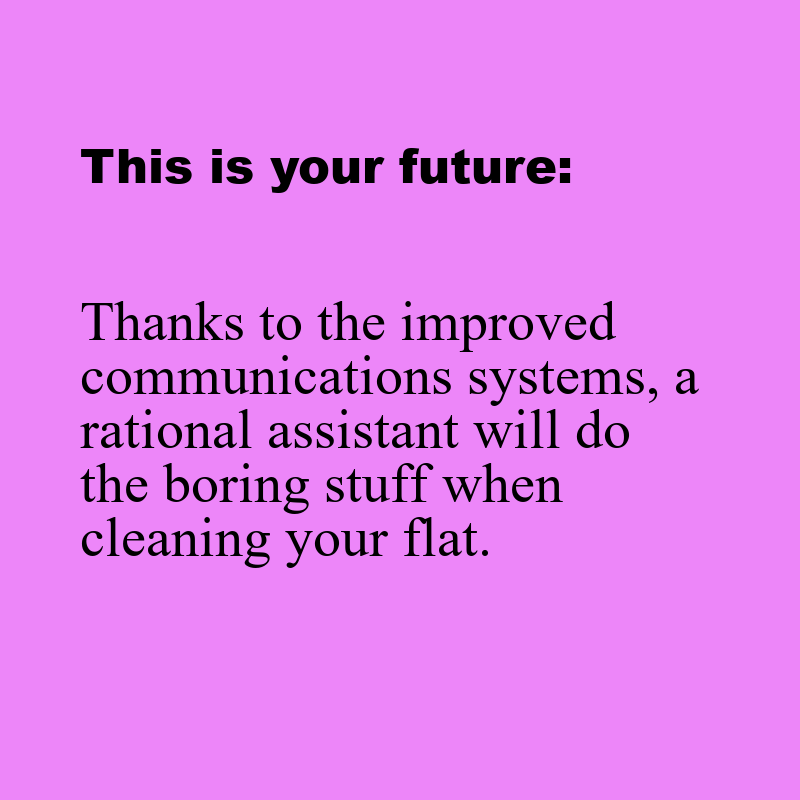 This is your future:
Thanks to the improved
communications systems, a
rational assistant will do
the boring stuff when
cleaning your flat.